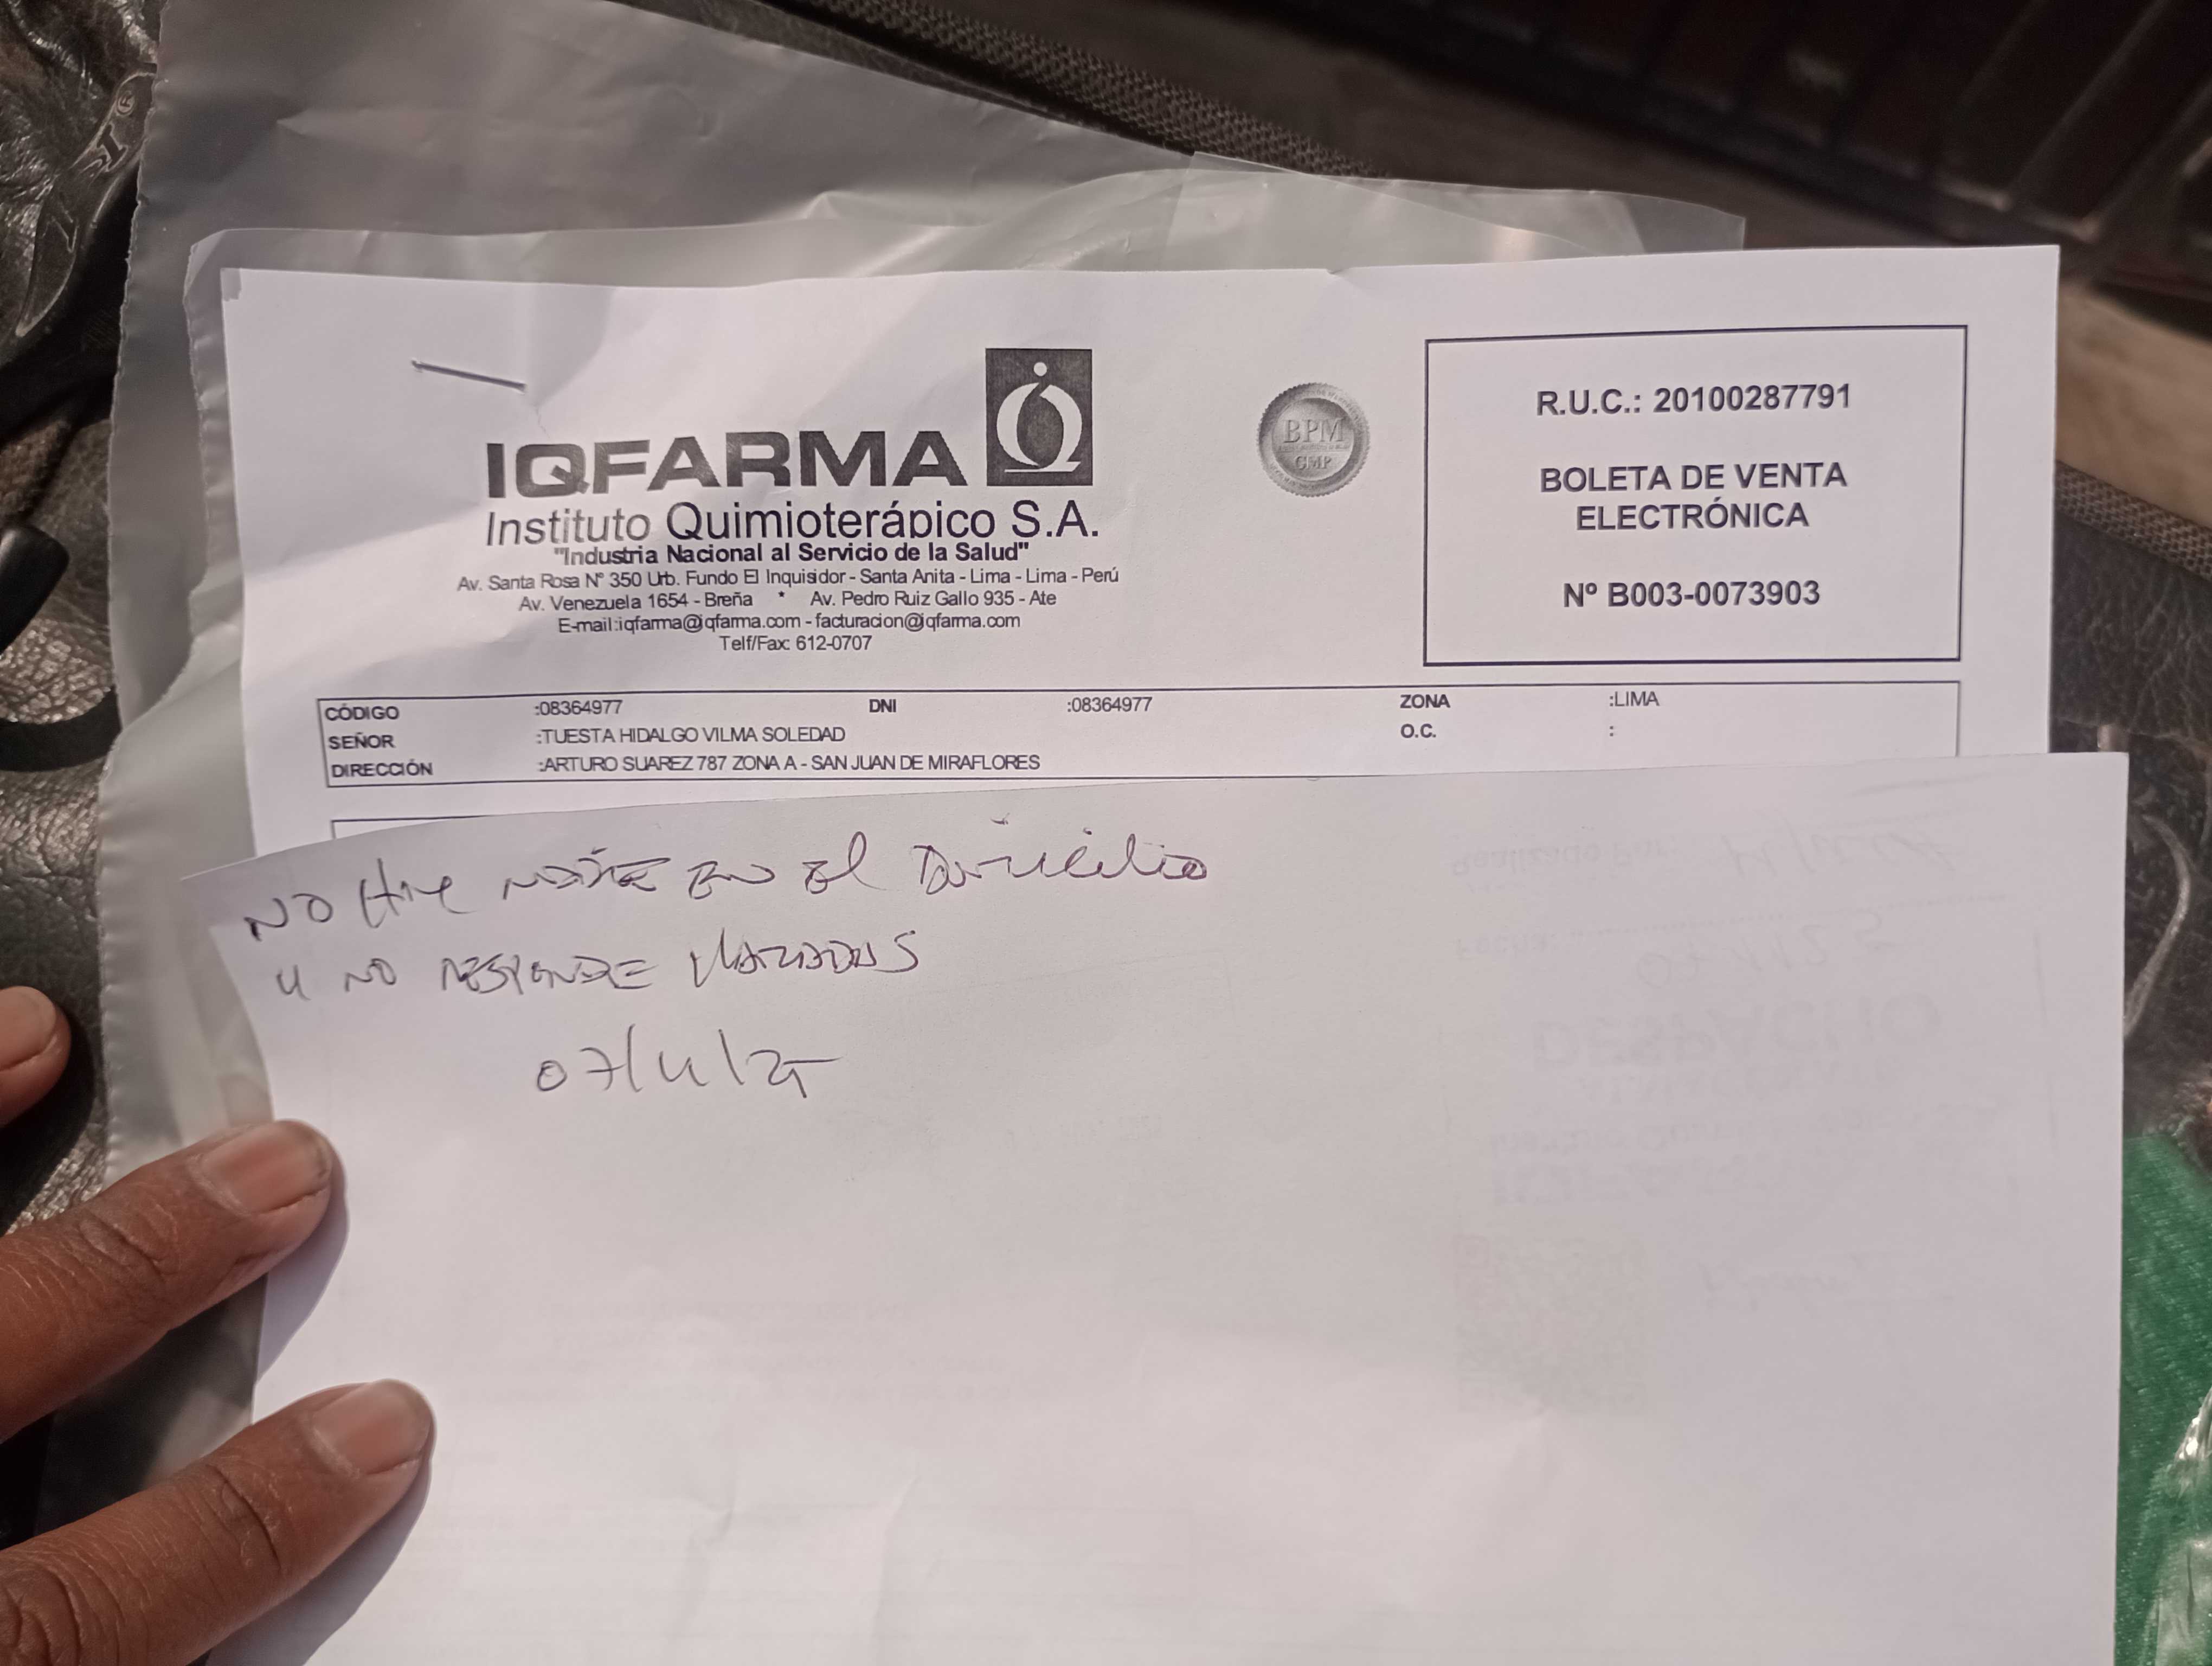 IQFARMA
Instituto Quimioterápico S.A.
"Industria Nacional al Servicio de la Salud"
Av. Santa Rosa N° 350 Urb. Fundo El Inquisidor - Santa Anita - Lima - Lima - Perú
Av. Venezuela 1654 - Breña * Av. Pedro Ruiz Gallo 935 - Ate
E-mail:iqfarma@iqfarma.com - facturacion@iqfarma.com
Telf/Fax: 612-0707
BPM
GMP
R.U.C.: 20100287791
BOLETA DE VENTA
ELECTRÓNICA
Nº B003-0073903
CÓDIGO :08364977 DNI :08364977 ZONA :LIMA
SEÑOR :TUESTA HIDALGO VILMA SOLEDAD O.C. :
DIRECCIÓN :ARTURO SUAREZ 787 ZONA A - SAN JUAN DE MIRAFLORES
NO HAY NADIE EN El Domicilio
y NO RESPONDE LLAMADAS
07/11/25
DESPACHO